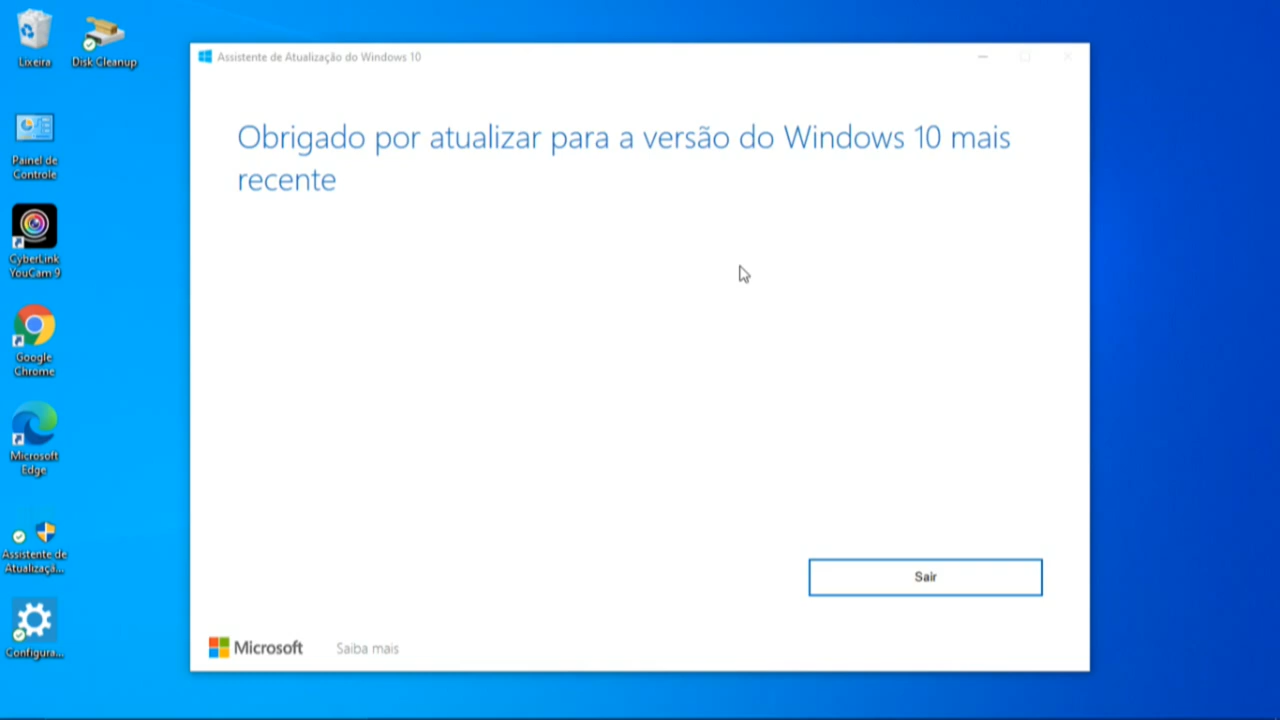 Lixeira
Disk Cleanup
Painel de
Controle
CyberLink
YouCam 9
Google
Chrome
Microsoft
Edge
Assistente de
Atualizaçã...
Configura...
Assistente de Atualização do Windows 10
Obrigado por atualizar para a versão do Windows 10 mais
recente
Sair
Microsoft
Saiba mais